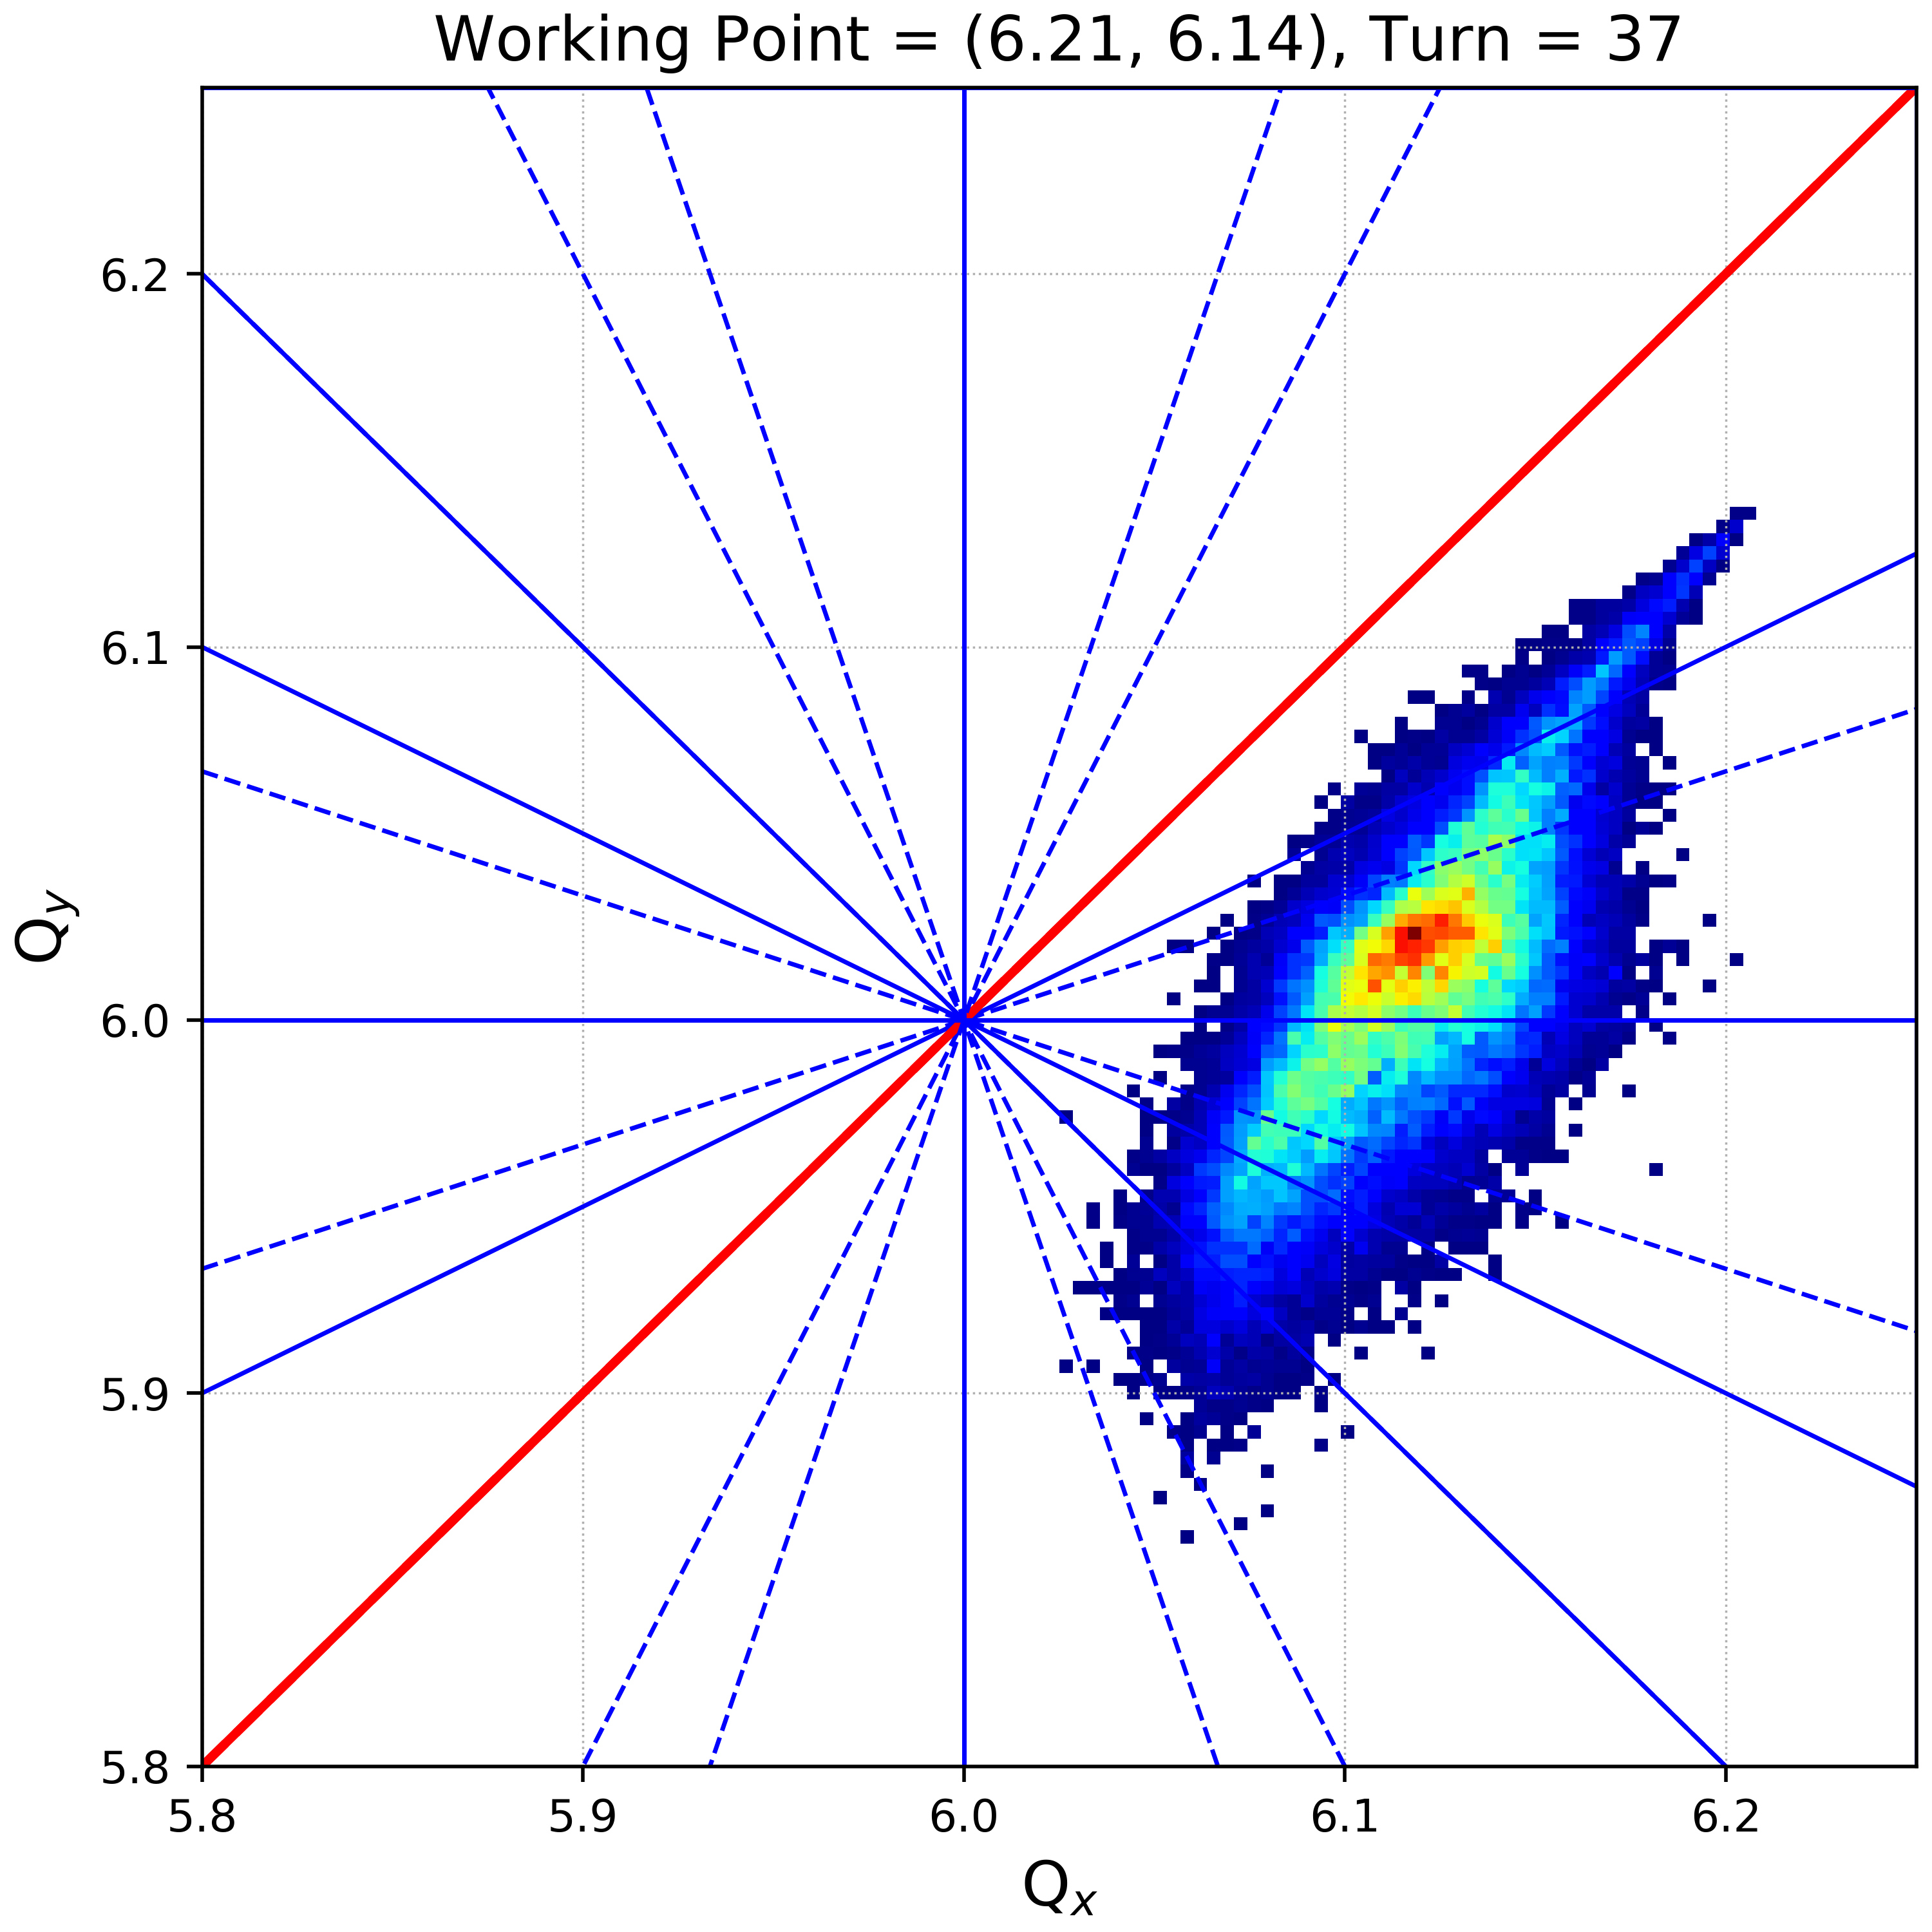 Working Point = (6.21, 6.14), Turn = 37
6.2
6.1
6.0
5.9
5.8
Qy
5.8 5.9 6.0 6.1 6.2
Qx